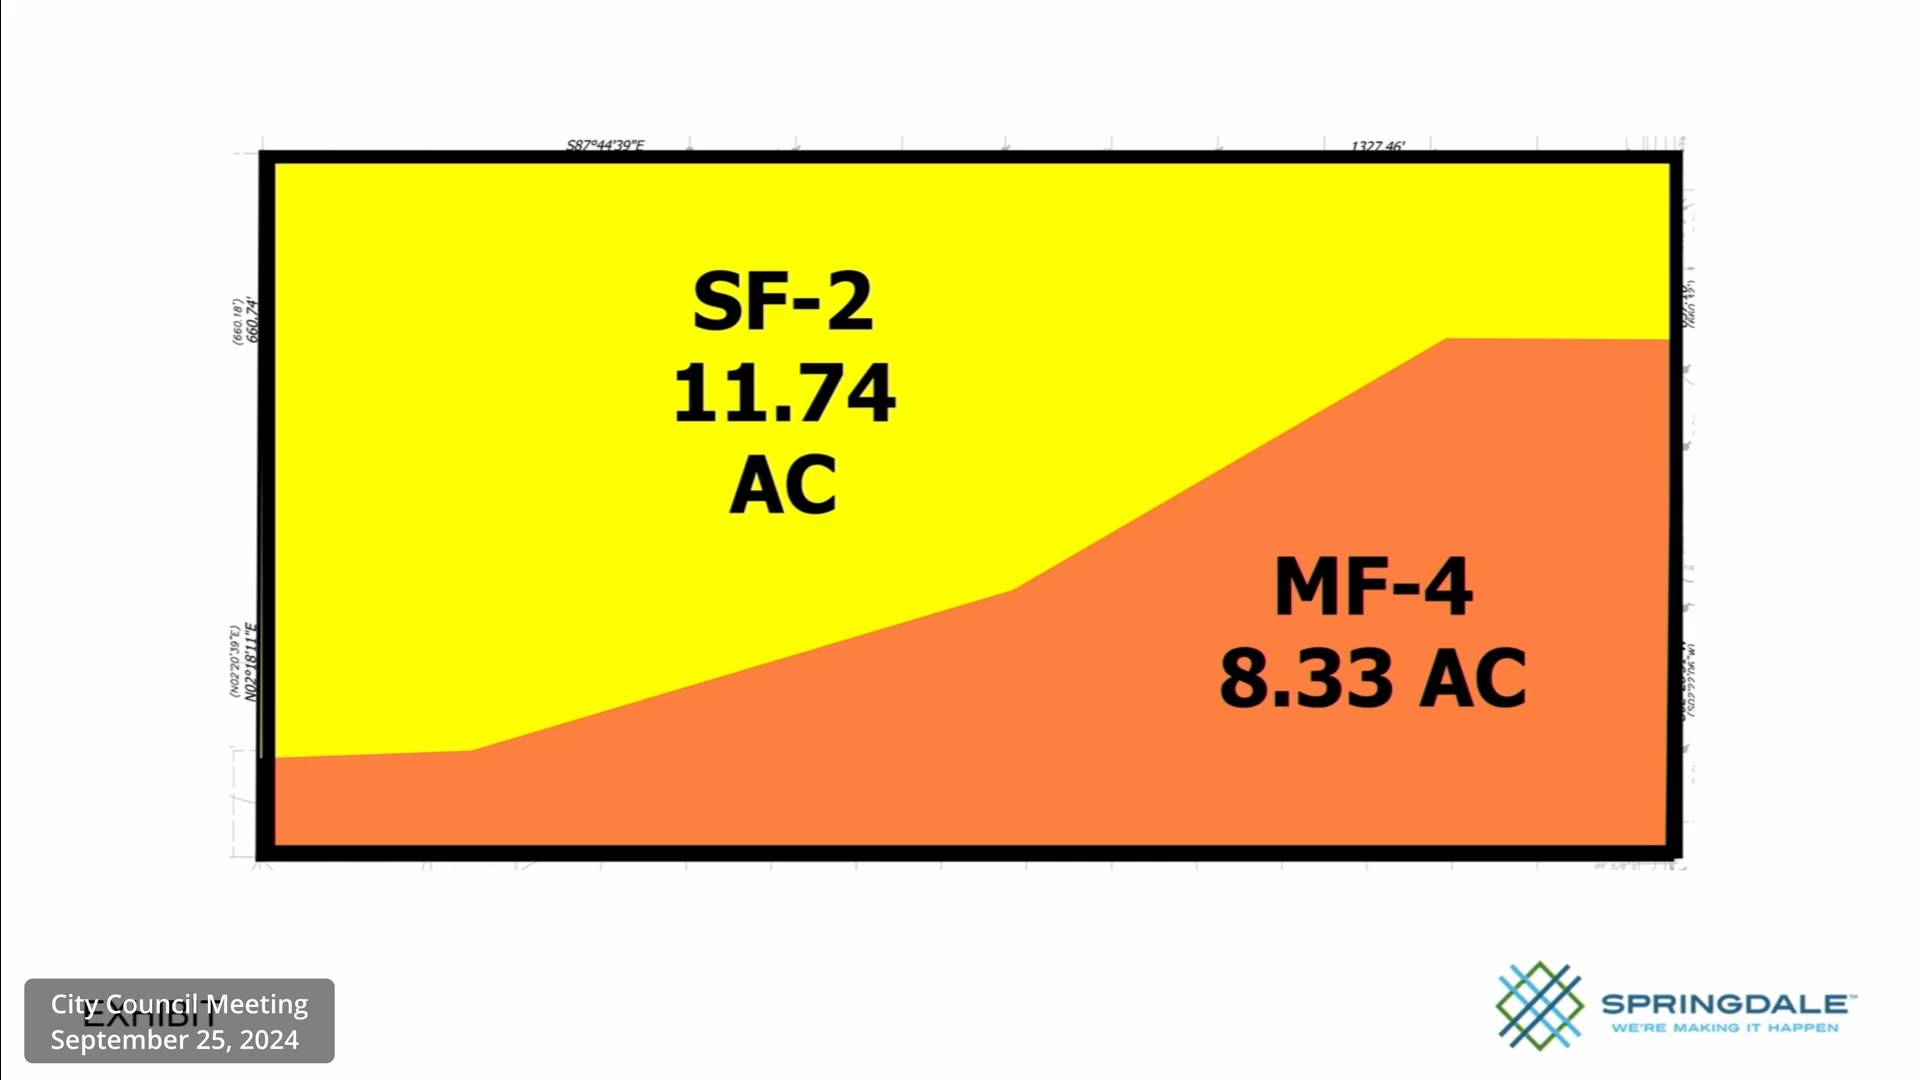 S87°44'39"E
1327.46'
SF-2
11.74
AC
(660.18')
660.74'
MF-4
8.33 AC
(N02°20'39"E)
N02°18'11"E
City Council Meeting
EXHIBIT
September 25, 2024
SPRINGDALE™
WE'RE MAKING IT HAPPEN